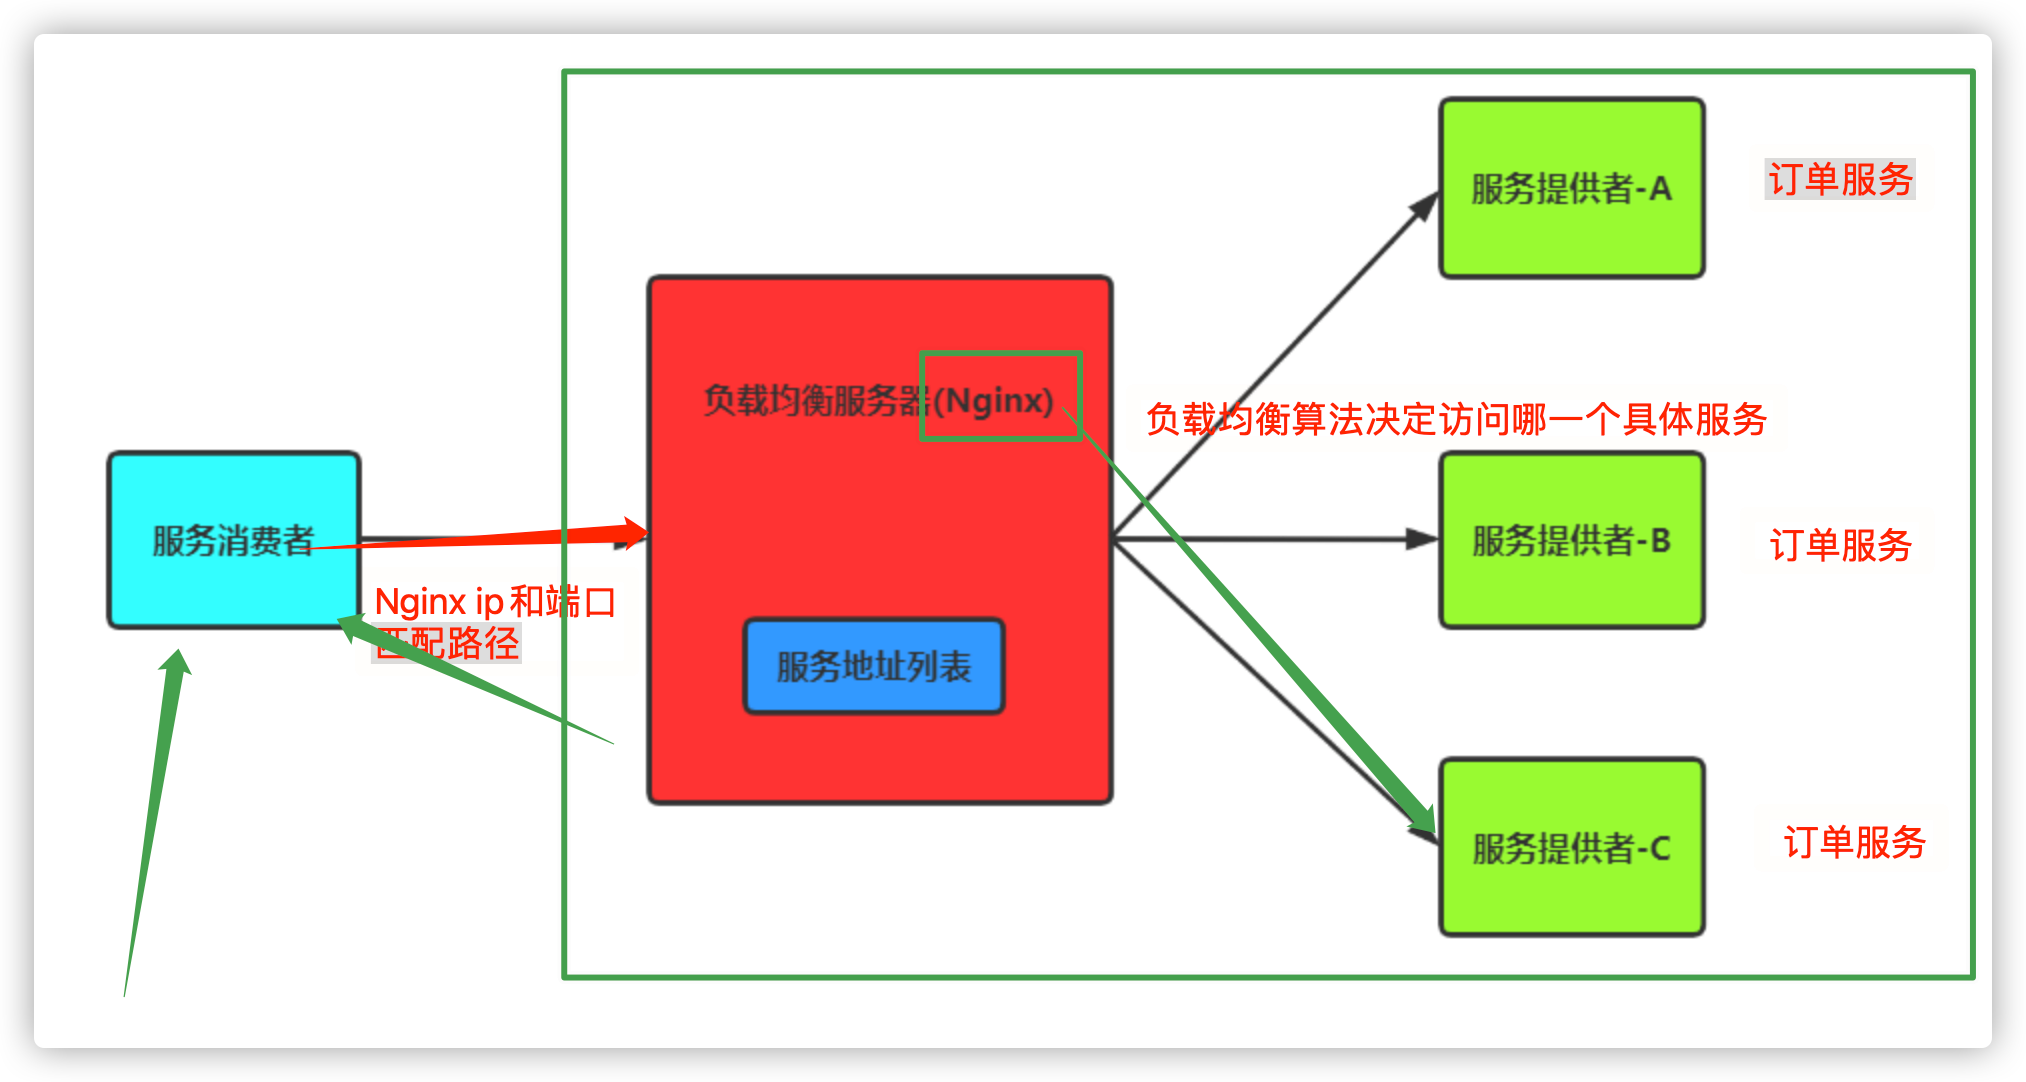 服务提供者-A
订单服务
负载均衡服务器(Nginx)
负载均衡算法决定访问哪一个具体服务
服务消费者
服务提供者-B
订单服务
Nginx ip和端口
匹配路径
服务地址列表
服务提供者-C
订单服务